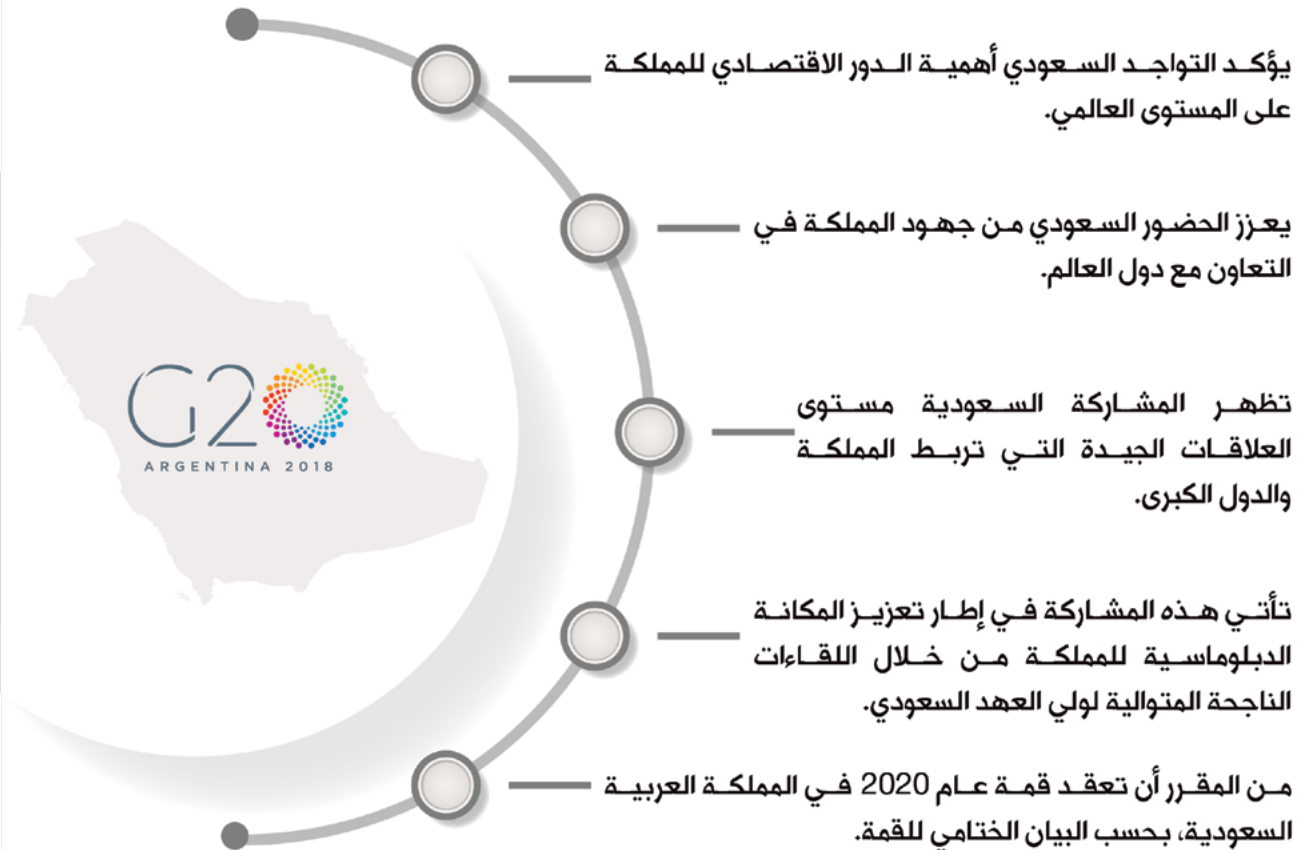 يؤكد التواجد السعودي أهمية الدور الاقتصادي للمملكة
على المستوى العالمي.
يعزز الحضور السعودي من جهود المملكة في
التعاون مع دول العالم.
تظهر المشاركة السعودية مستوى
العلاقات الجيدة التي تربط المملكة
والدول الكبرى.
تأتي هذه المشاركة في إطار تعزيز المكانة
الدبلوماسية للمملكة من خلال اللقاءات
الناجحة المتوالية لولي العهد السعودي.
من المقرر أن تعقد قمة عام 2020 في المملكة العربية
السعودية، بحسب البيان الختامي للقمة.
G20
ARGENTINA 2018